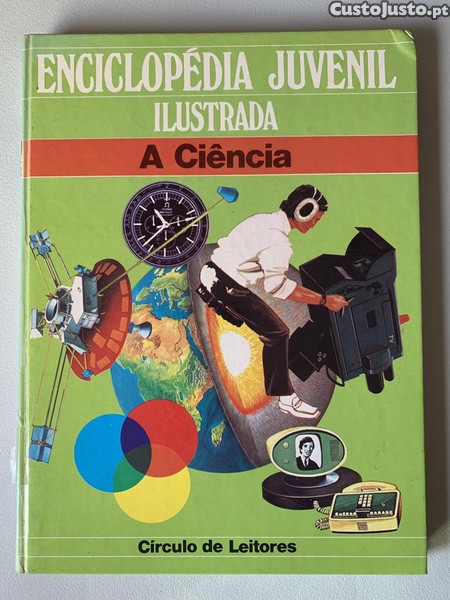 CustoJusto.pt
ENCICLOPÉDIA JUVENIL
ILUSTRADA
A Ciência
Círculo de Leitores